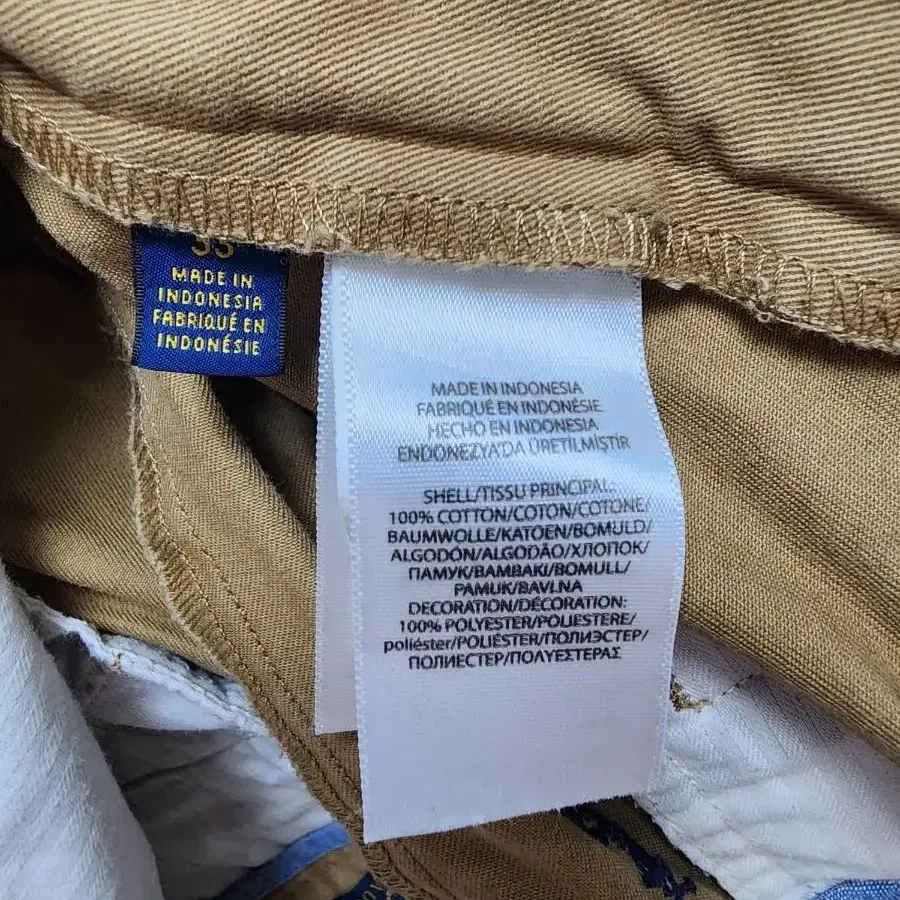 MADE IN
INDONESIA
FABRIQUÉ EN
INDONÉSIE
MADE IN INDONESIA
FABRIQUÉ EN INDONÉSIE
HECHO EN INDONESIA
ENDONEZYA'DA ÜRETİLMİŞTİR
SHELL/TISSU PRINCIPAL:
100% COTTON/COTON/COTONE/
BAUMWOLLE/KATOEN/BOMULD/
ALGODÓN/ALGODÃO/ХЛОПОК/
ПАМУК/ΒΑΜΒΑΚΙ/BOMULL/
PAMUK/BAVLNA
DECORATION/DÉCORATION:
100% POLYESTER/POLIESTERE/
poliéster/POLIÉSTER/ПОЛИЭСТЕР/
ПОЛИЕСТЕР/ΠΟΛΥΕΣΤΕΡΑΣ